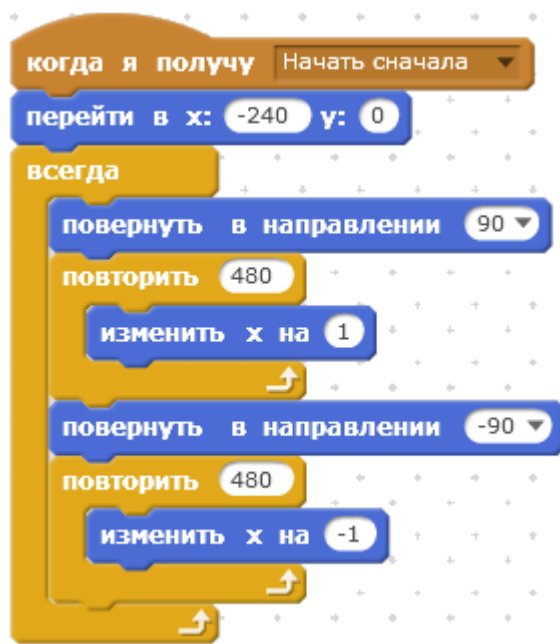 когда я получу Начать сначала
перейти в x: -240 y: 0
всегда
повернуть в направлении 90
повторить 480
изменить x на 1
повернуть в направлении -90
повторить 480
изменить x на -1